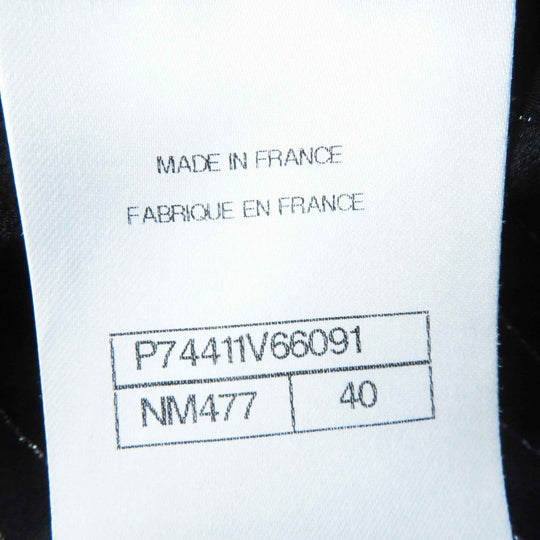 MADE IN FRANCE
FABRIQUE EN FRANCE
P74411V66091
NM477 40